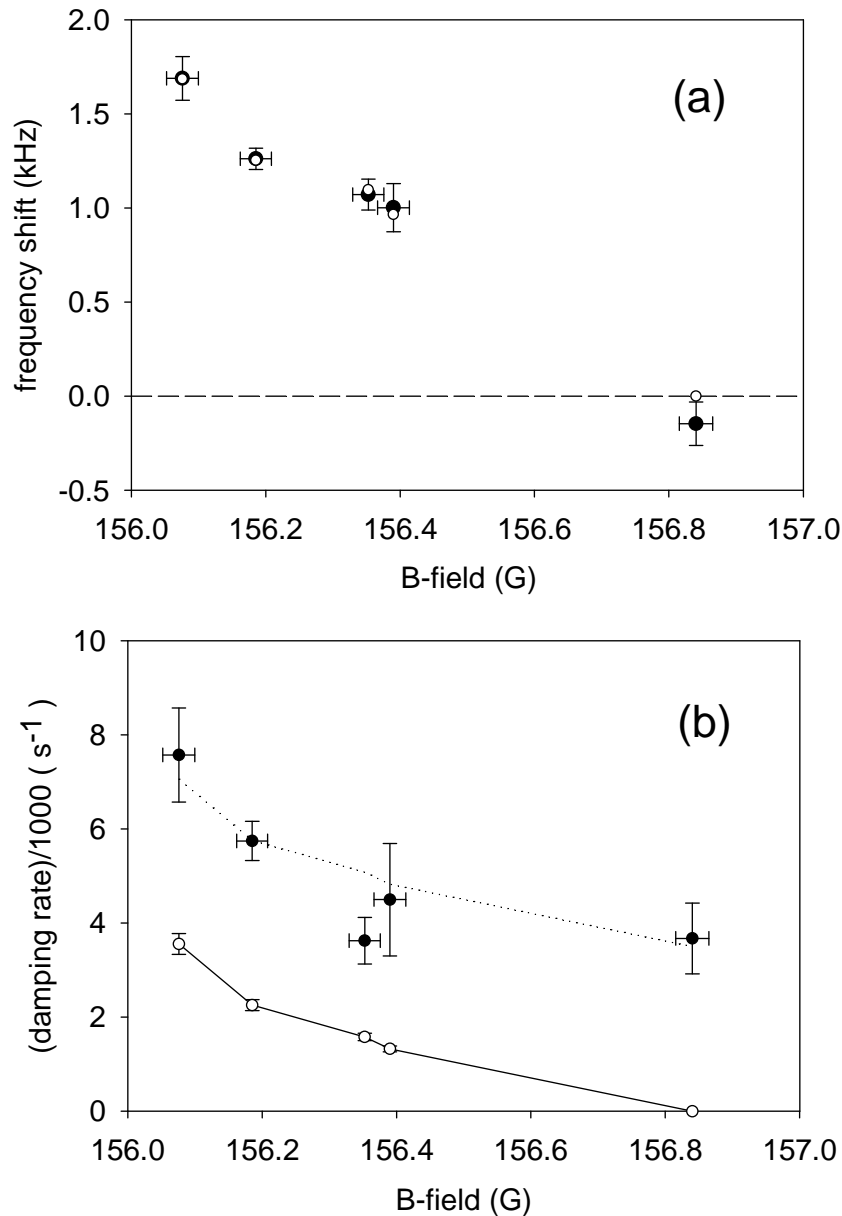 2.0
(a)
1.5
1.0
0.5
0.0
-0.5
frequency shift (kHz)
156.0 156.2 156.4 156.6 156.8 157.0
B-field (G)
10
(b)
8
6
4
2
0
(damping rate)/1000 ( s⁻¹ )
156.0 156.2 156.4 156.6 156.8 157.0
B-field (G)